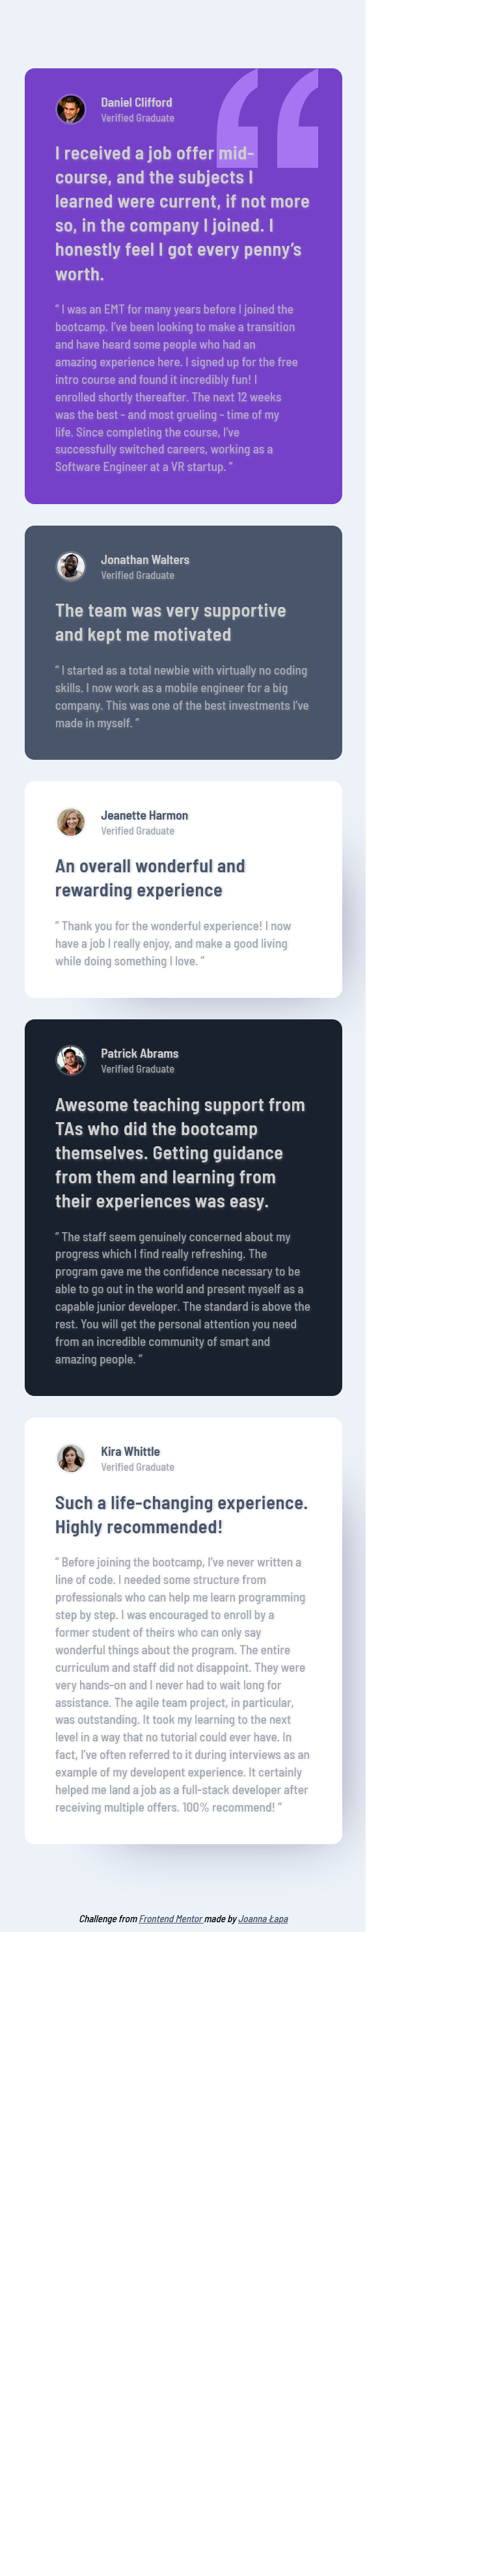 Daniel Clifford
Verified Graduate
I received a job offer mid-
course, and the subjects I
learned were current, if not more
so, in the company I joined. I
honestly feel I got every penny’s
worth.
“ I was an EMT for many years before I joined the
bootcamp. I’ve been looking to make a transition
and have heard some people who had an
amazing experience here. I signed up for the free
intro course and found it incredibly fun! I
enrolled shortly thereafter. The next 12 weeks
was the best - and most grueling - time of my
life. Since completing the course, I’ve
successfully switched careers, working as a
Software Engineer at a VR startup. ”
Jonathan Walters
Verified Graduate
The team was very supportive
and kept me motivated
“ I started as a total newbie with virtually no coding
skills. I now work as a mobile engineer for a big
company. This was one of the best investments I’ve
made in myself. ”
Jeanette Harmon
Verified Graduate
An overall wonderful and
rewarding experience
“ Thank you for the wonderful experience! I now
have a job I really enjoy, and make a good living
while doing something I love. ”
Patrick Abrams
Verified Graduate
Awesome teaching support from
TAs who did the bootcamp
themselves. Getting guidance
from them and learning from
their experiences was easy.
“ The staff seem genuinely concerned about my
progress which I find really refreshing. The
program gave me the confidence necessary to be
able to go out in the world and present myself as a
capable junior developer. The standard is above the
rest. You will get the personal attention you need
from an incredible community of smart and
amazing people. ”
Kira Whittle
Verified Graduate
Such a life-changing experience.
Highly recommended!
“ Before joining the bootcamp, I’ve never written a
line of code. I needed some structure from
professionals who can help me learn programming
step by step. I was encouraged to enroll by a
former student of theirs who can only say
wonderful things about the program. The entire
curriculum and staff did not disappoint. They were
very hands-on and I never had to wait long for
assistance. The agile team project, in particular,
was outstanding. It took my learning to the next
level in a way that no tutorial could ever have. In
fact, I’ve often referred to it during interviews as an
example of my developent experience. It certainly
helped me land a job as a full-stack developer after
receiving multiple offers. 100% recommend! ”
Challenge from Frontend Mentor made by Joanna Łapa